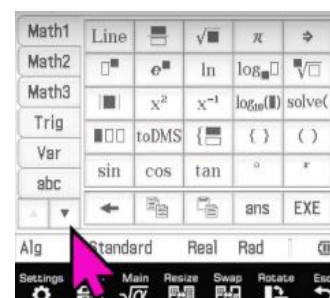 Math1 Line √■ π ⇒
Math2 □■ e■ ln log■□ ■√□
Math3 |■| x² x⁻¹ log₁₀(■) solve(
Trig ■□□ toDMS { } ( )
Var sin cos tan ° r
abc
ans EXE
Alg Standard Real Rad
Settings Main Resize Swap Rotate Esc